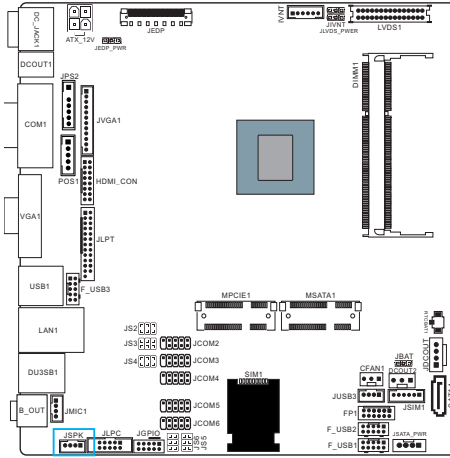 DC_JACK1
ATX_12V
JEDP
JEDP_PWR
IVNT
JIVNT
JLVDS_PWER
LVDS1
DCOUT1
JPS2
DIMM1
COM1
JVGA1
POS1
HDMI_CON
VGA1
JLPT
USB1
F_USB3
MPCIE1
MSATA1
LAN1
JS2
JS3
JS4
JCOM2
JCOM3
JCOM4
SIM1
JBAT
CFAN1
DCOUT2
JDCOUT
DU3SB1
JUSB3
JSIM1
B_OUT
JMIC1
JCOM5
JCOM6
FP1
F_USB2
JSPK
JLPC
JGPIO
JS6
JS5
F_USB1
JSATA_PWR